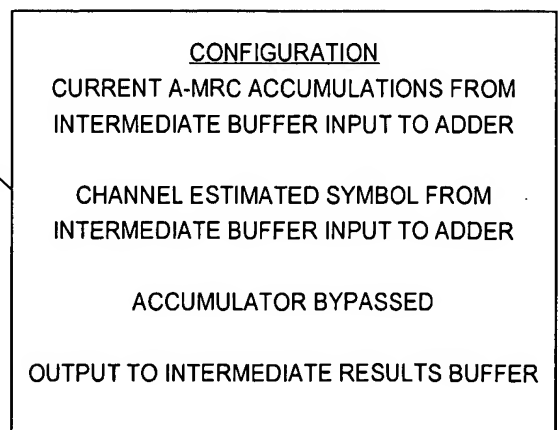 CONFIGURATION
CURRENT A-MRC ACCUMULATIONS FROM
INTERMEDIATE BUFFER INPUT TO ADDER
CHANNEL ESTIMATED SYMBOL FROM
INTERMEDIATE BUFFER INPUT TO ADDER
ACCUMULATOR BYPASSED
OUTPUT TO INTERMEDIATE RESULTS BUFFER